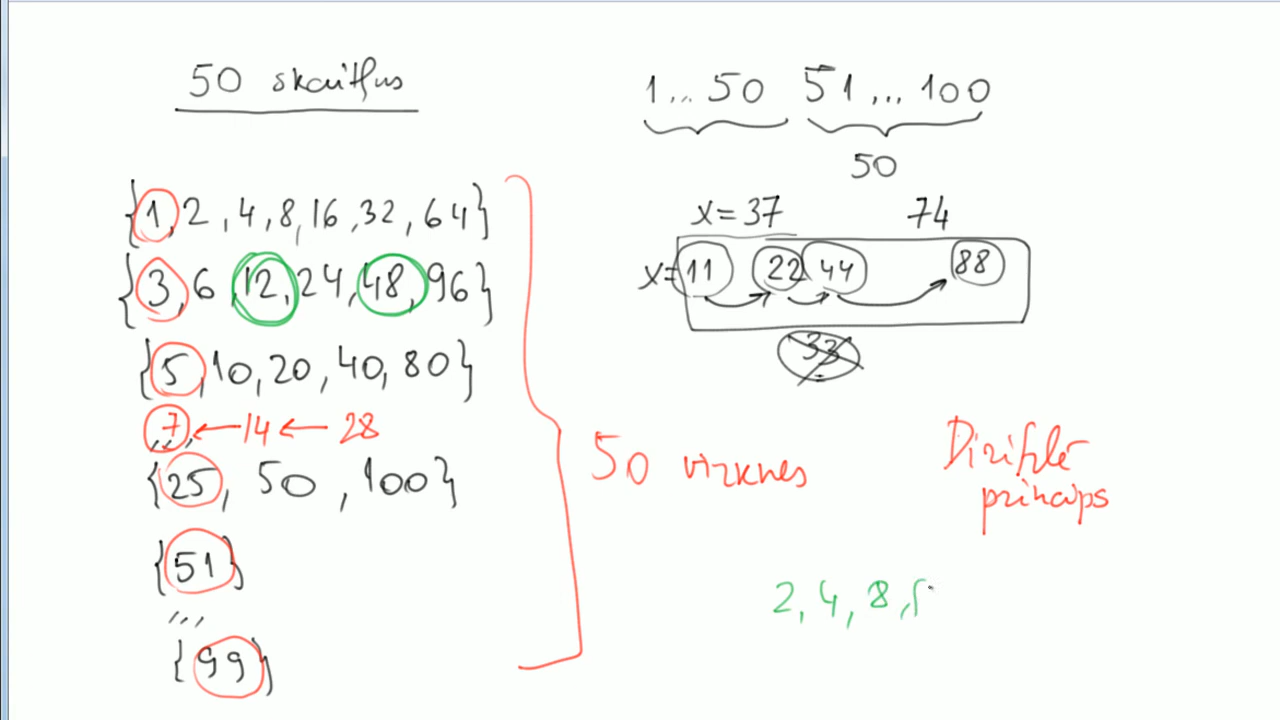 50 skaitļus
1...50 51...100
50
{1, 2, 4, 8, 16, 32, 64}
x=37 74
{3, 6, 12, 24, 48, 96}
x=11 22 44 88
33
{5, 10, 20, 40, 80}
,7, ← 14 ← 28
{25, 50, 100}
50 virknes
Dirihlē
princips
{51}
...
2, 4, 8,
{99}